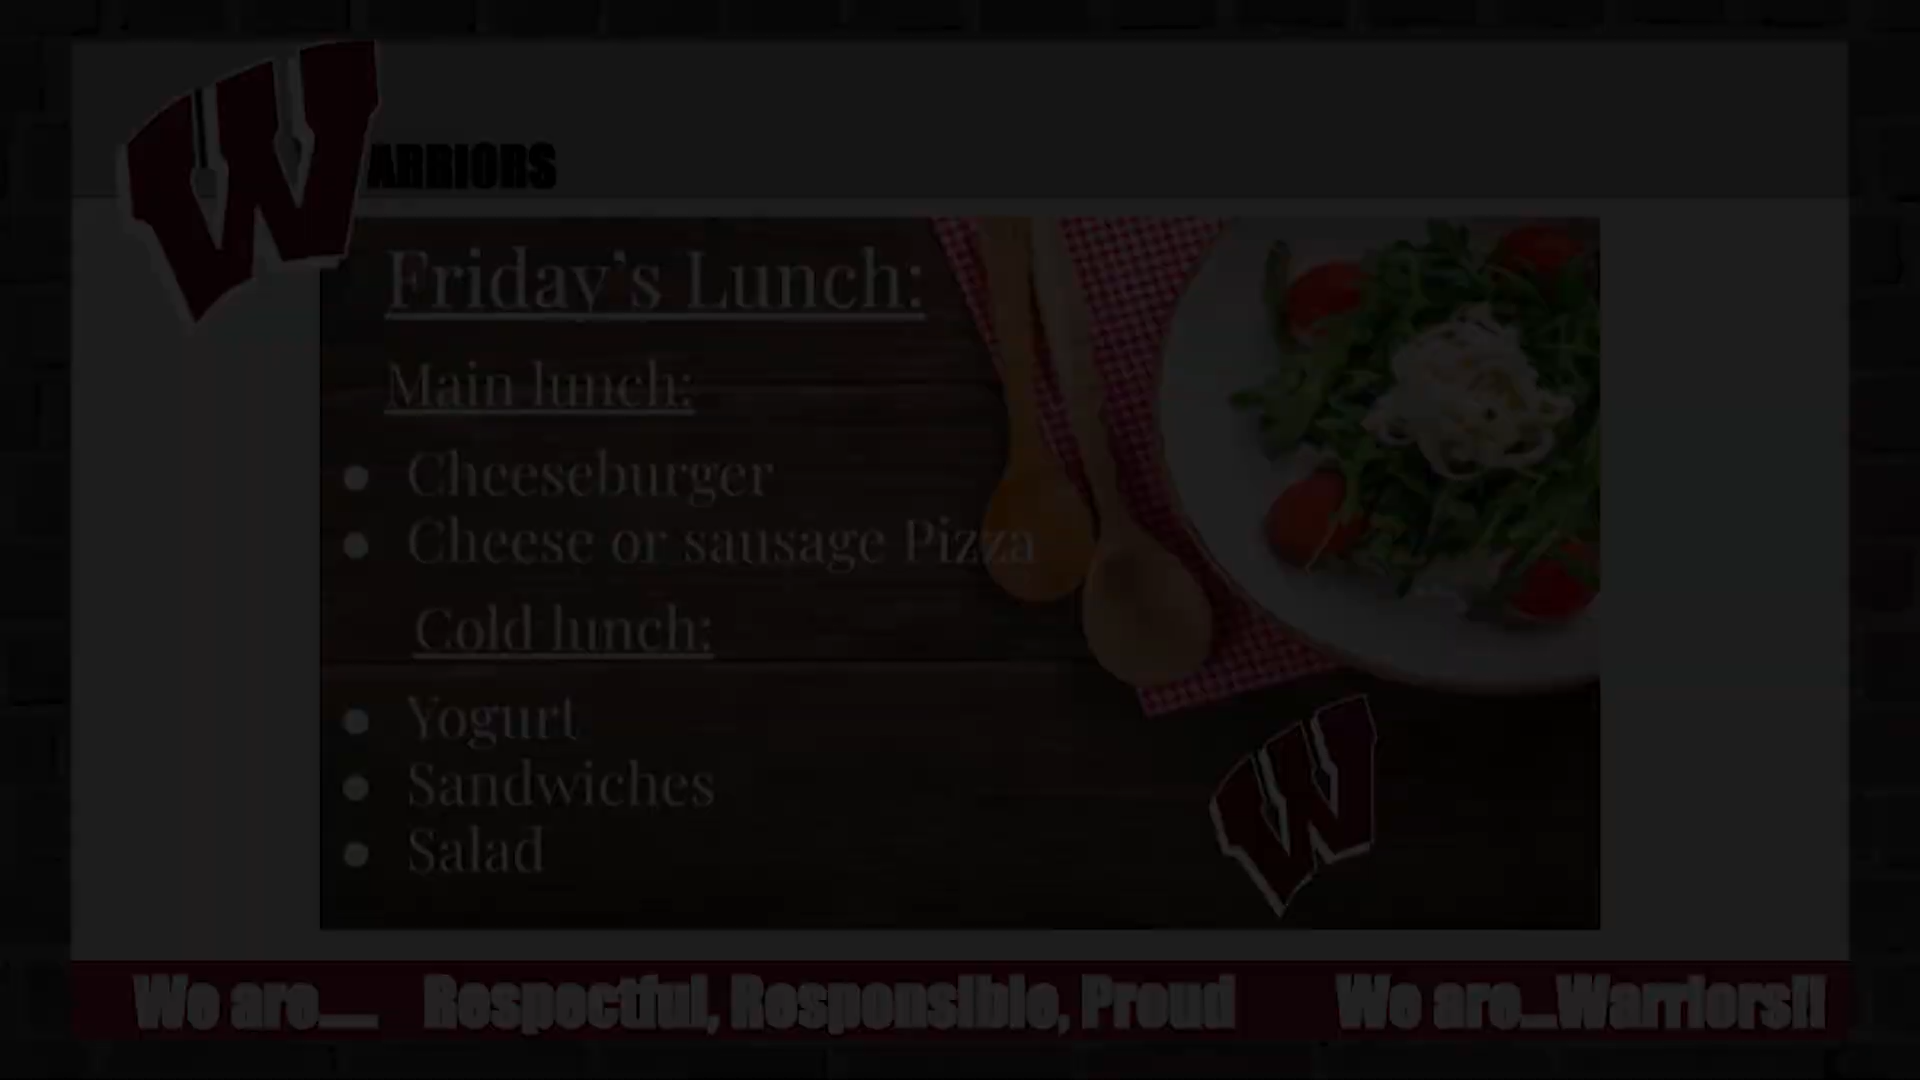 WARRIORS
Friday's Lunch:
Main lunch:
● Cheeseburger
● Cheese or sausage Pizza
Cold lunch:
● Yogurt
● Sandwiches
● Salad
W
We are.... Respectful, Responsible, Proud We are...Warriors!!